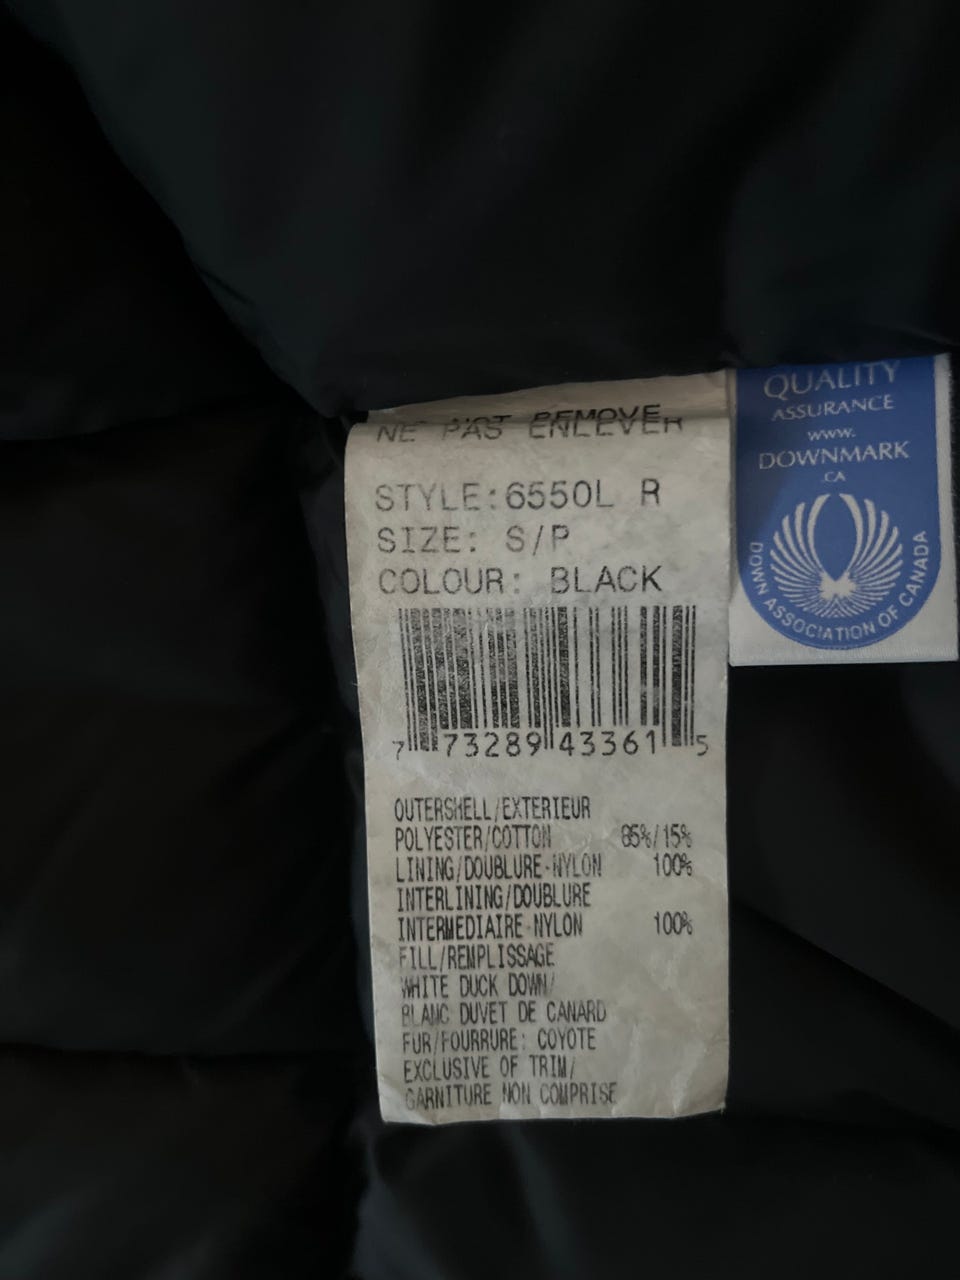 NOT REMOVE
NE PAS ENLEVER
STYLE:6550L R
SIZE: S/P
COLOUR: BLACK
7 73289 43361 5
OUTERSHELL/EXTERIEUR
POLYESTER/COTTON 85%/15%
LINING/DOUBLURE-NYLON 100%
INTERLINING/DOUBLURE
INTERMEDIAIRE-NYLON 100%
FILL/REMPLISSAGE
WHITE DUCK DOWN/
BLANC DUVET DE CANARD
FUR/FOURRURE: COYOTE
EXCLUSIVE OF TRIM/
GARNITURE NON COMPRISE
QUALITY
ASSURANCE
www.
DOWNMARK
.CA
DOWN ASSOCIATION OF CANADA